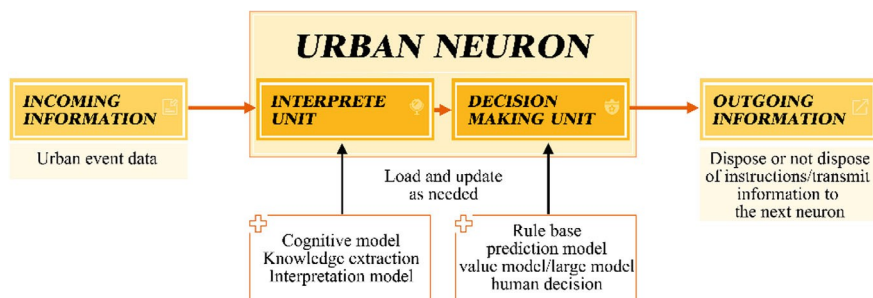 URBAN NEURON
INCOMING
INFORMATION
Urban event data
INTERPRETE
UNIT
DECISION
MAKING UNIT
OUTGOING
INFORMATION
Dispose or not dispose
of instructions/transmit
information to
the next neuron
Load and update
as needed
Cognitive model
Knowledge extraction
Interpretation model
Rule base
prediction model
value model/large model
human decision